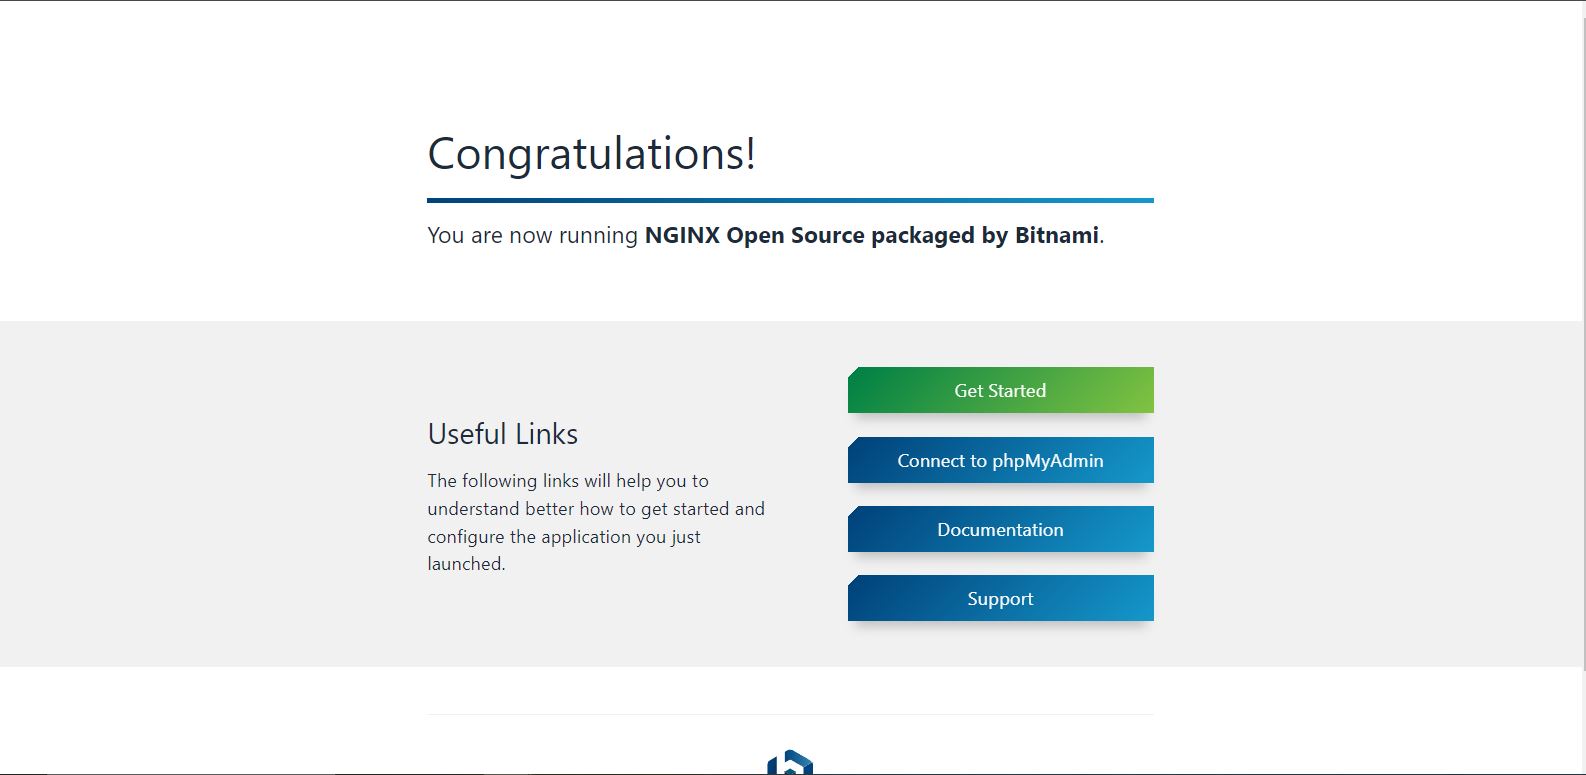 Congratulations!
You are now running NGINX Open Source packaged by Bitnami.
Useful Links
The following links will help you to
understand better how to get started and
configure the application you just
launched.
Get Started
Connect to phpMyAdmin
Documentation
Support